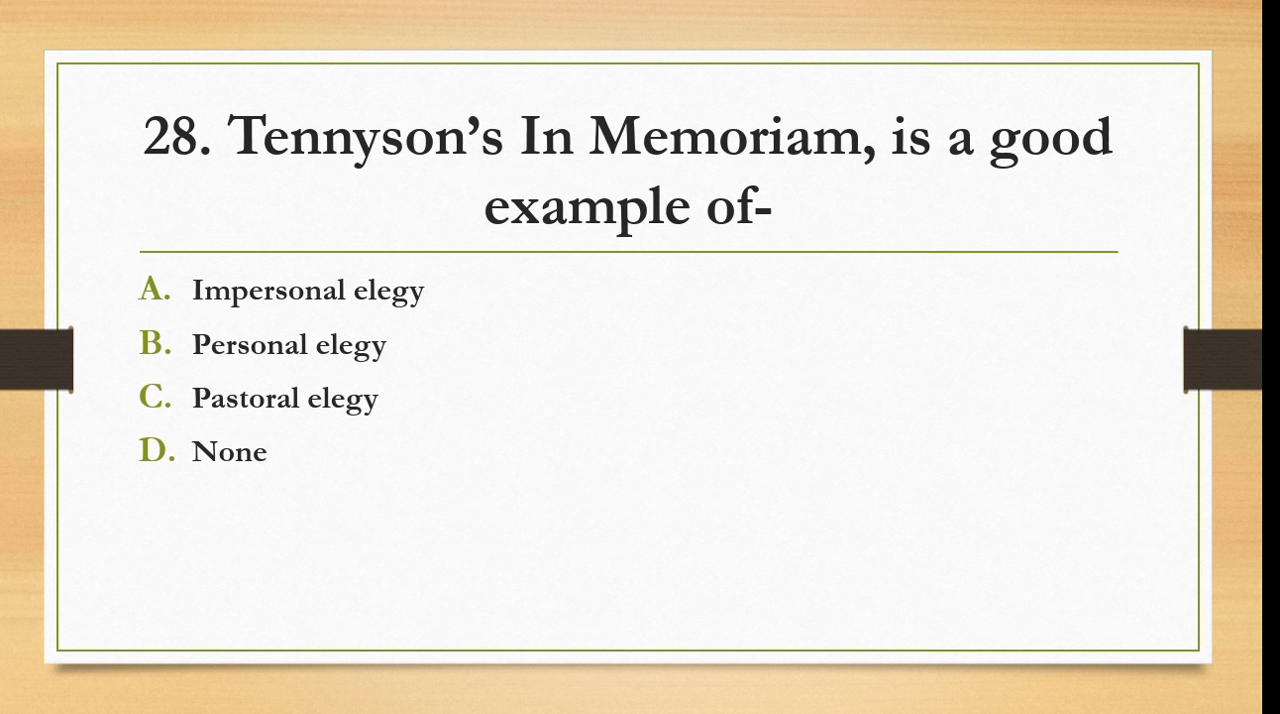 28. Tennyson’s In Memoriam, is a good
example of-
A. Impersonal elegy
B. Personal elegy
C. Pastoral elegy
D. None